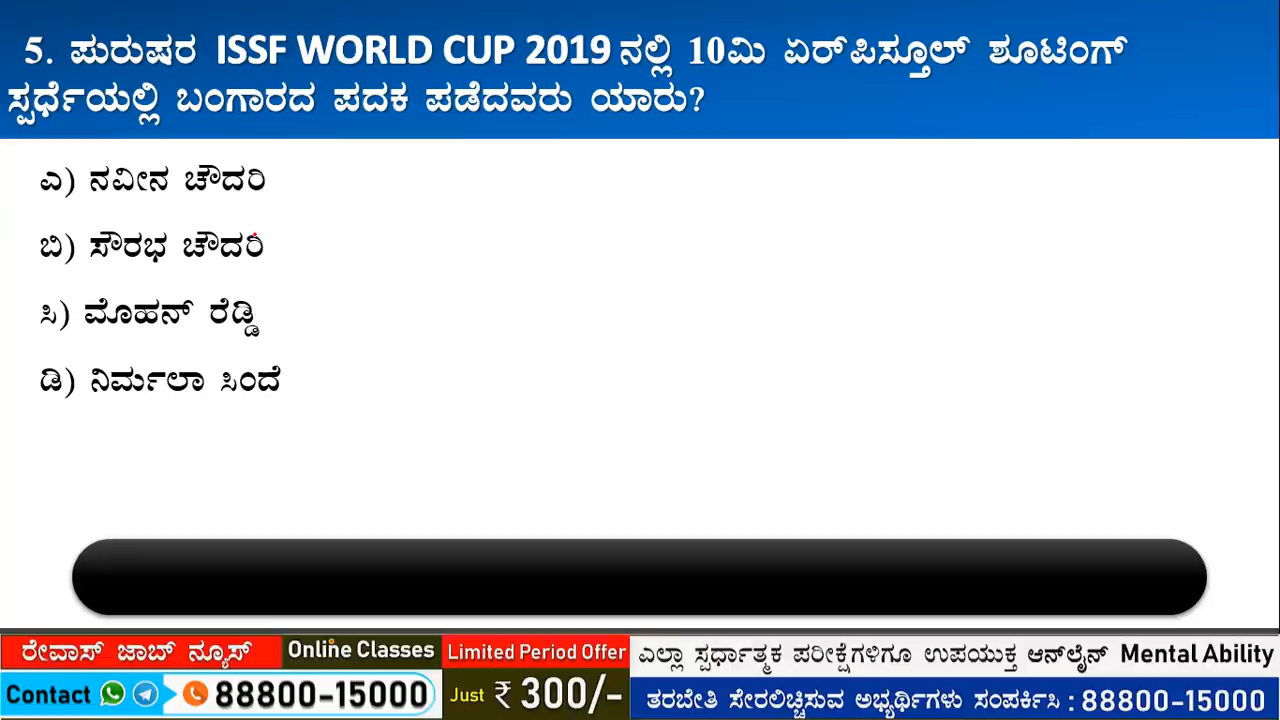 5. ಪುರುಷರ ISSF WORLD CUP 2019 ನಲ್ಲಿ 10ಮಿ ಏರ್‌ಪಿಸ್ತೂಲ್ ಶೂಟಿಂಗ್
ಸ್ಪರ್ಧೆಯಲ್ಲಿ ಬಂಗಾರದ ಪದಕ ಪಡೆದವರು ಯಾರು?
ಎ) ನವೀನ ಚೌದರಿ
ಬಿ) ಸೌರಭ ಚೌದರಿ
ಸಿ) ಮೊಹನ್ ರೆಡ್ಡಿ
ಡಿ) ನಿರ್ಮಲಾ ಸಿಂದೆ
ರೇವಾಸ್ ಜಾಬ್ ನ್ಯೂಸ್ Online Classes Limited Period Offer ಎಲ್ಲಾ ಸ್ಪರ್ಧಾತ್ಮಕ ಪರೀಕ್ಷೆಗಳಿಗೂ ಉಪಯುಕ್ತ ಆನ್‌ಲೈನ್ Mental Ability
Contact 88800-15000 Just ₹ 300/- ತರಬೇತಿ ಸೇರಲಿಚ್ಚಿಸುವ ಅಭ್ಯರ್ಥಿಗಳು ಸಂಪರ್ಕಿಸಿ : 88800-15000